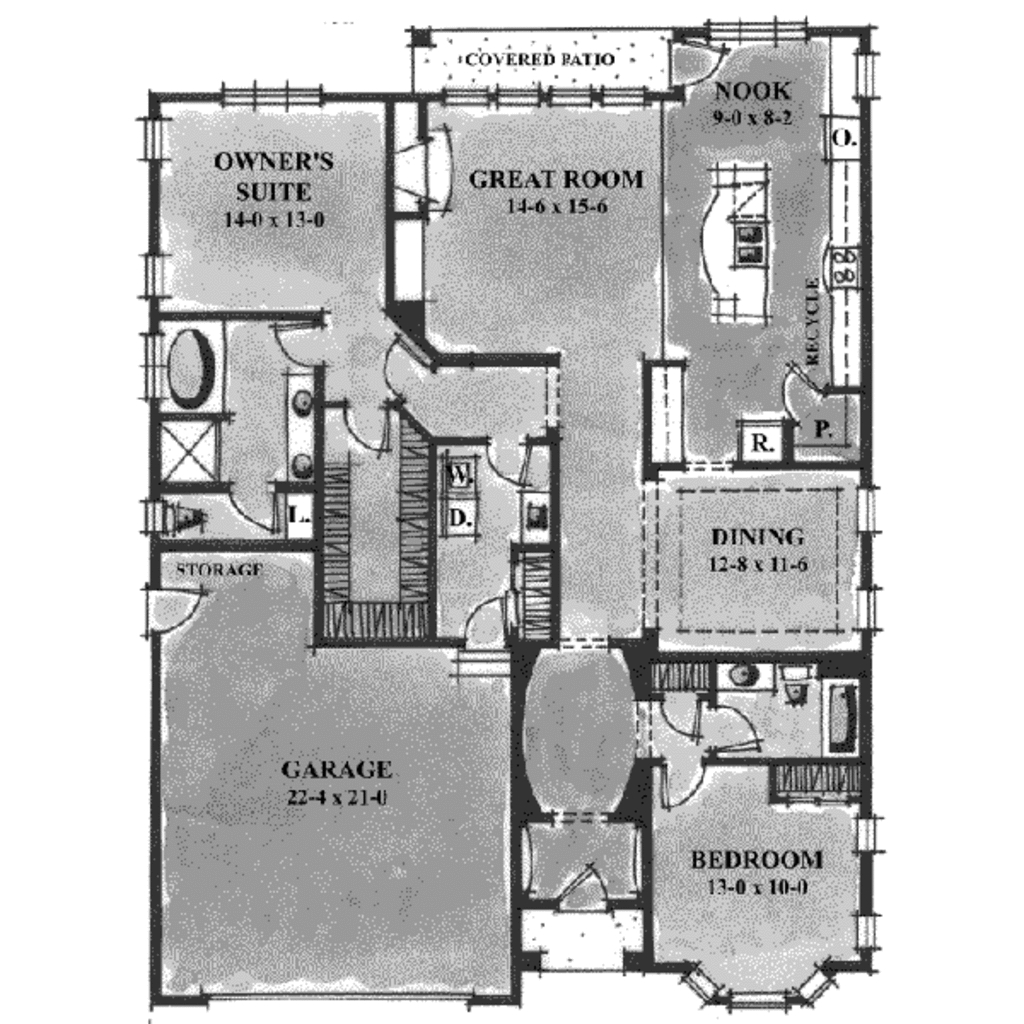 COVERED PATIO
NOOK
9-0 x 8-2
O.
OWNER'S
SUITE
14-0 x 13-0
GREAT ROOM
14-6 x 15-6
RECYCLE
P.
R.
W.
D.
L.
DINING
12-8 x 11-6
STORAGE
GARAGE
22-4 x 21-0
BEDROOM
13-0 x 10-0